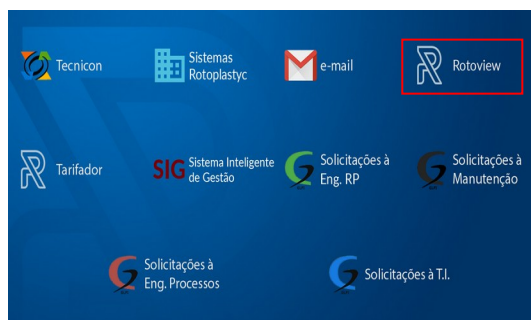 Tecnicon
Sistemas
Rotoplastyc
e-mail
Rotoview
Tarifador
SIG Sistema Inteligente
de Gestão
Solicitações à
Eng. RP
Solicitações à
Manutenção
Solicitações à
Eng. Processos
Solicitações à T.I.